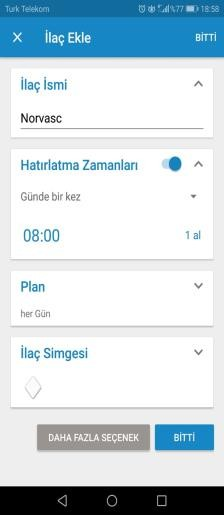 Turk Telekom %77 18:58
İlaç Ekle BİTTİ
İlaç İsmi
Norvasc
Hatırlatma Zamanları
Günde bir kez
08:00 1 al
Plan
her Gün
İlaç Simgesi
DAHA FAZLA SEÇENEK BİTTİ